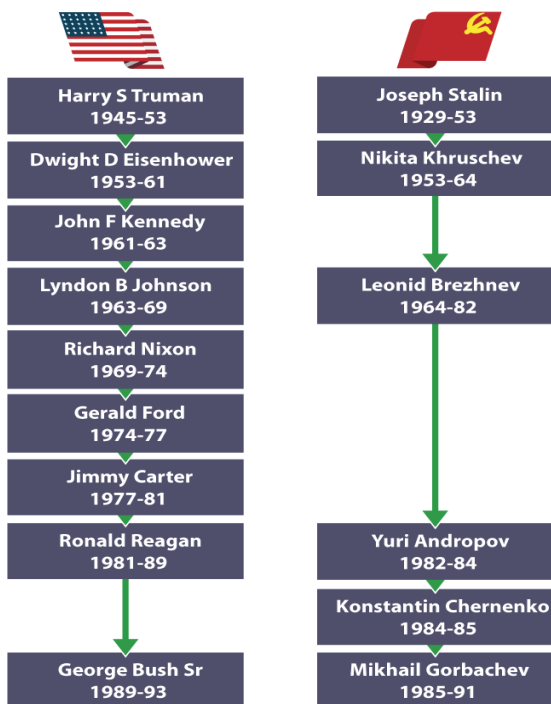 Harry S Truman
1945-53
Dwight D Eisenhower
1953-61
John F Kennedy
1961-63
Lyndon B Johnson
1963-69
Richard Nixon
1969-74
Gerald Ford
1974-77
Jimmy Carter
1977-81
Ronald Reagan
1981-89
George Bush Sr
1989-93
Joseph Stalin
1929-53
Nikita Khruschev
1953-64
Leonid Brezhnev
1964-82
Yuri Andropov
1982-84
Konstantin Chernenko
1984-85
Mikhail Gorbachev
1985-91